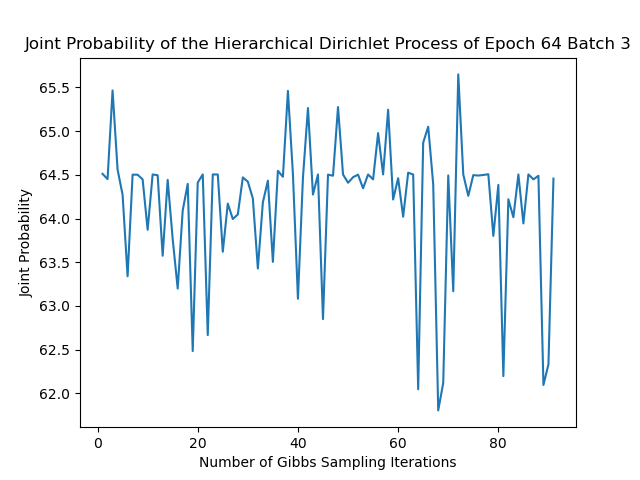 Joint Probability of the Hierarchical Dirichlet Process of Epoch 64 Batch 3
65.5
65.0
64.5
64.0
63.5
63.0
62.5
62.0
Joint Probability
0 20 40 60 80
Number of Gibbs Sampling Iterations